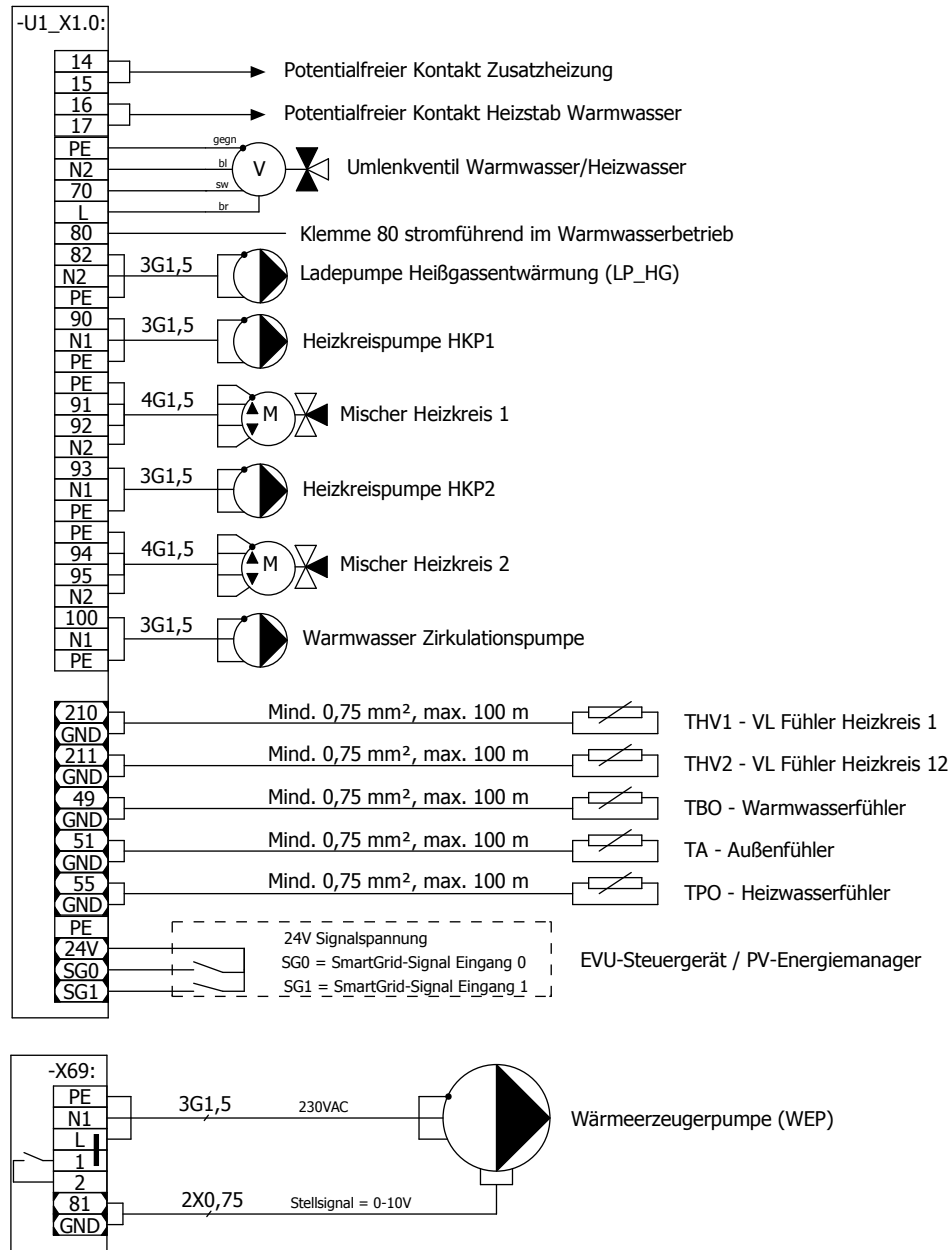 -U1_X1.0:
14
15
Potentialfreier Kontakt Zusatzheizung
16
17
Potentialfreier Kontakt Heizstab Warmwasser
PE
N2
70
L
gegn
bl
sw
br
V
Umlenkventil Warmwasser/Heizwasser
80
Klemme 80 stromführend im Warmwasserbetrieb
82
N2
PE
3G1,5
Ladepumpe Heißgassentwärmung (LP_HG)
90
N1
PE
3G1,5
Heizkreispumpe HKP1
PE
91
92
N2
4G1,5
M
Mischer Heizkreis 1
93
N1
PE
3G1,5
Heizkreispumpe HKP2
PE
94
95
N2
4G1,5
M
Mischer Heizkreis 2
100
N1
PE
3G1,5
Warmwasser Zirkulationspumpe
210
GND
Mind. 0,75 mm², max. 100 m
THV1 - VL Fühler Heizkreis 1
211
GND
Mind. 0,75 mm², max. 100 m
THV2 - VL Fühler Heizkreis 12
49
GND
Mind. 0,75 mm², max. 100 m
TBO - Warmwasserfühler
51
GND
Mind. 0,75 mm², max. 100 m
TA - Außenfühler
55
GND
Mind. 0,75 mm², max. 100 m
TPO - Heizwasserfühler
PE
24V
SG0
SG1
24V Signalspannung
SG0 = SmartGrid-Signal Eingang 0
SG1 = SmartGrid-Signal Eingang 1
EVU-Steuergerät / PV-Energiemanager
-X69:
PE
N1
L
1
2
81
GND
3G1,5
230VAC
Wärmeerzeugerpumpe (WEP)
2X0,75
Stellsignal = 0-10V